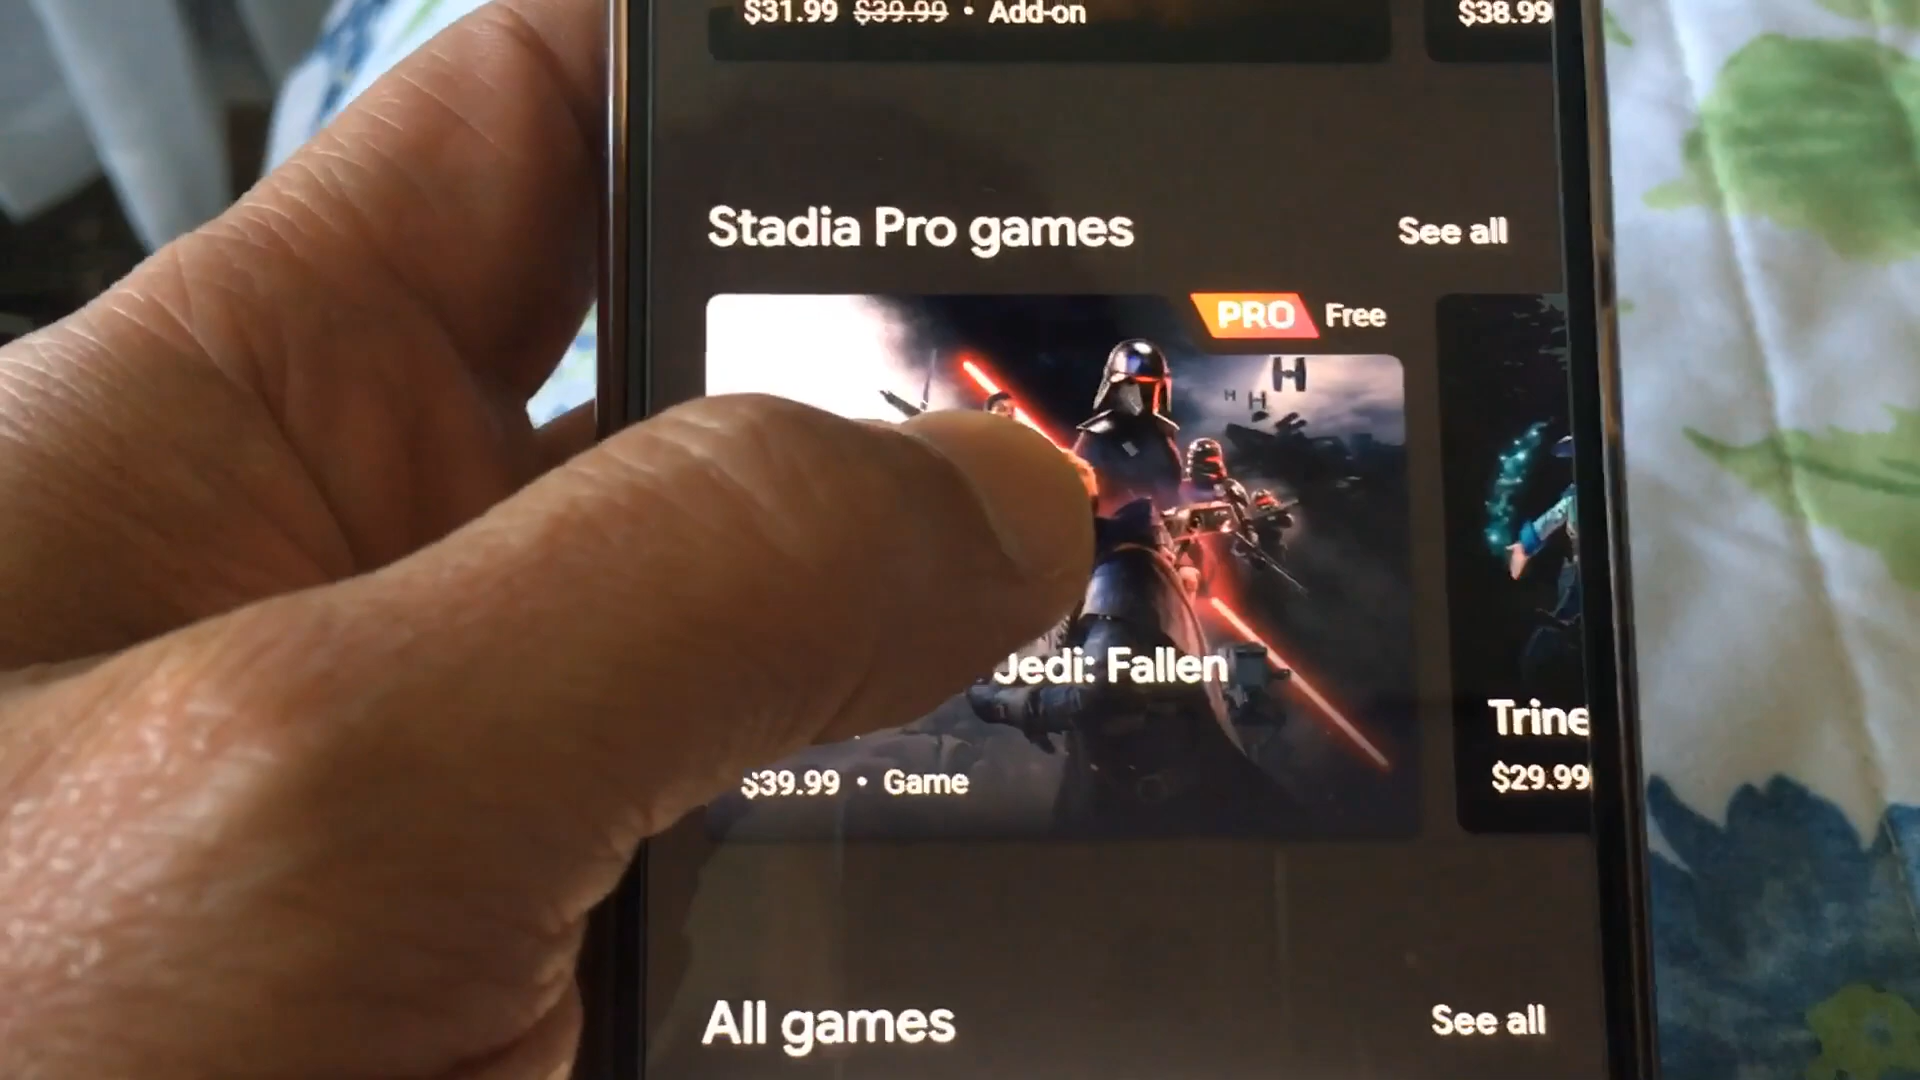 $31.99 $39.99 • Add-on
$38.99
Stadia Pro games
See all
PRO Free
Jedi: Fallen
$39.99 • Game
Trine
$29.99
All games
See all